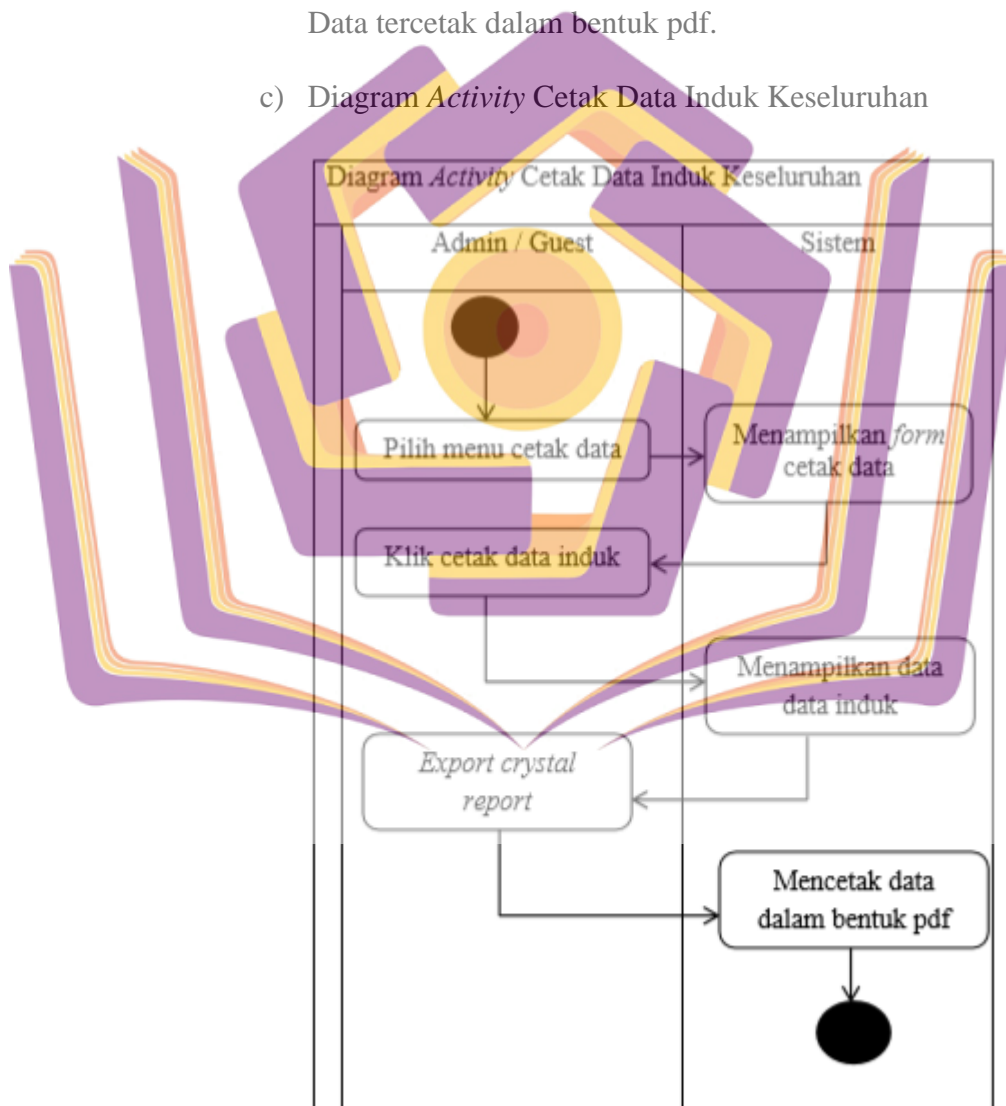 Data tercetak dalam bentuk pdf.
c) Diagram Activity Cetak Data Induk Keseluruhan
Diagram Activity Cetak Data Induk Keseluruhan
Admin / Guest
Sistem
Pilih menu cetak data
Menampilkan form
cetak data
Klik cetak data induk
Menampilkan data
data induk
Export crystal
report
Mencetak data
dalam bentuk pdf